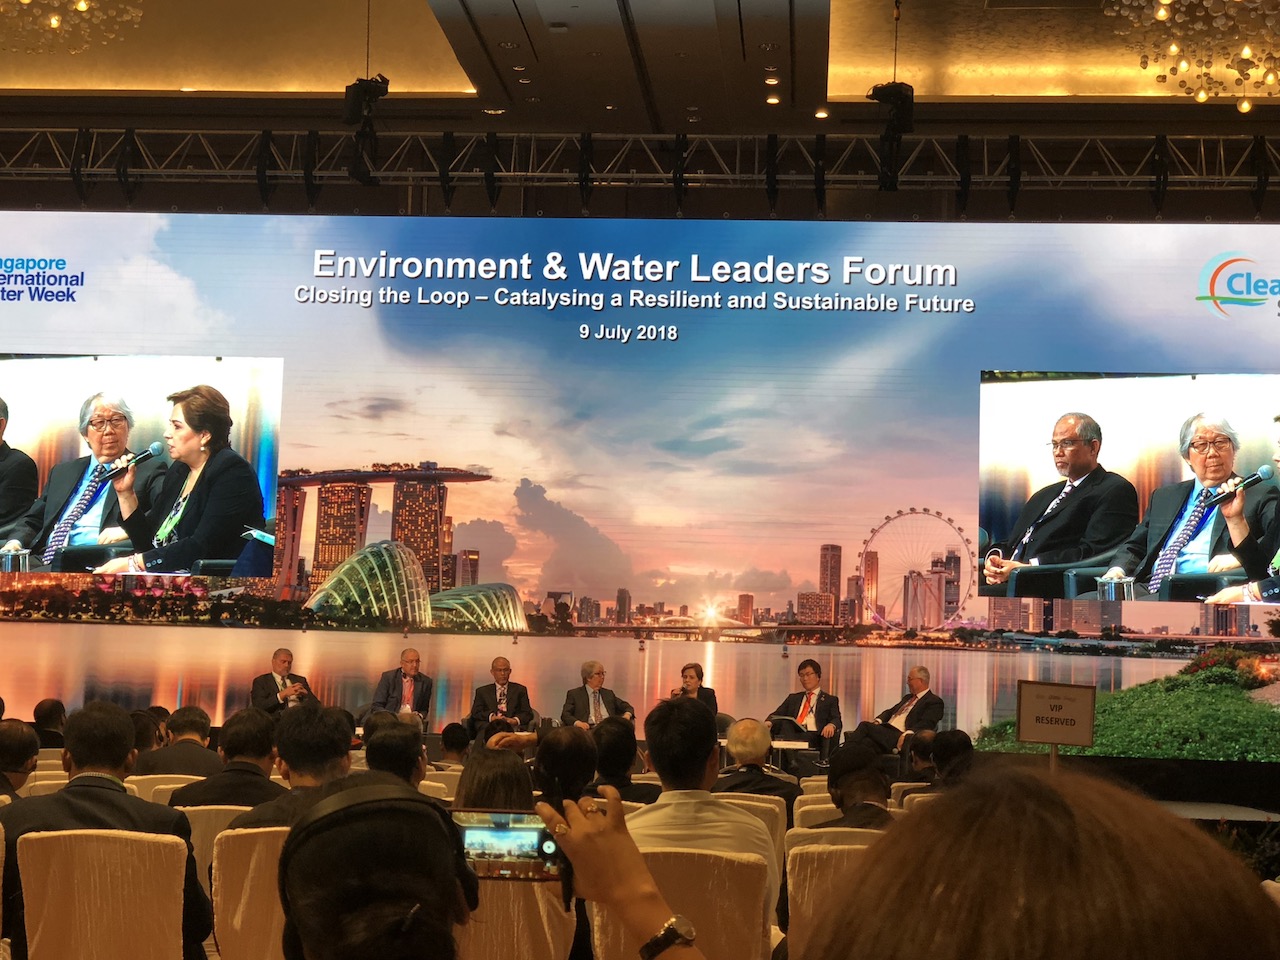 Environment & Water Leaders Forum
Closing the Loop – Catalysing a Resilient and Sustainable Future
9 July 2018
ngapore
ernational
ter Week
Clea
VIP
RESERVED